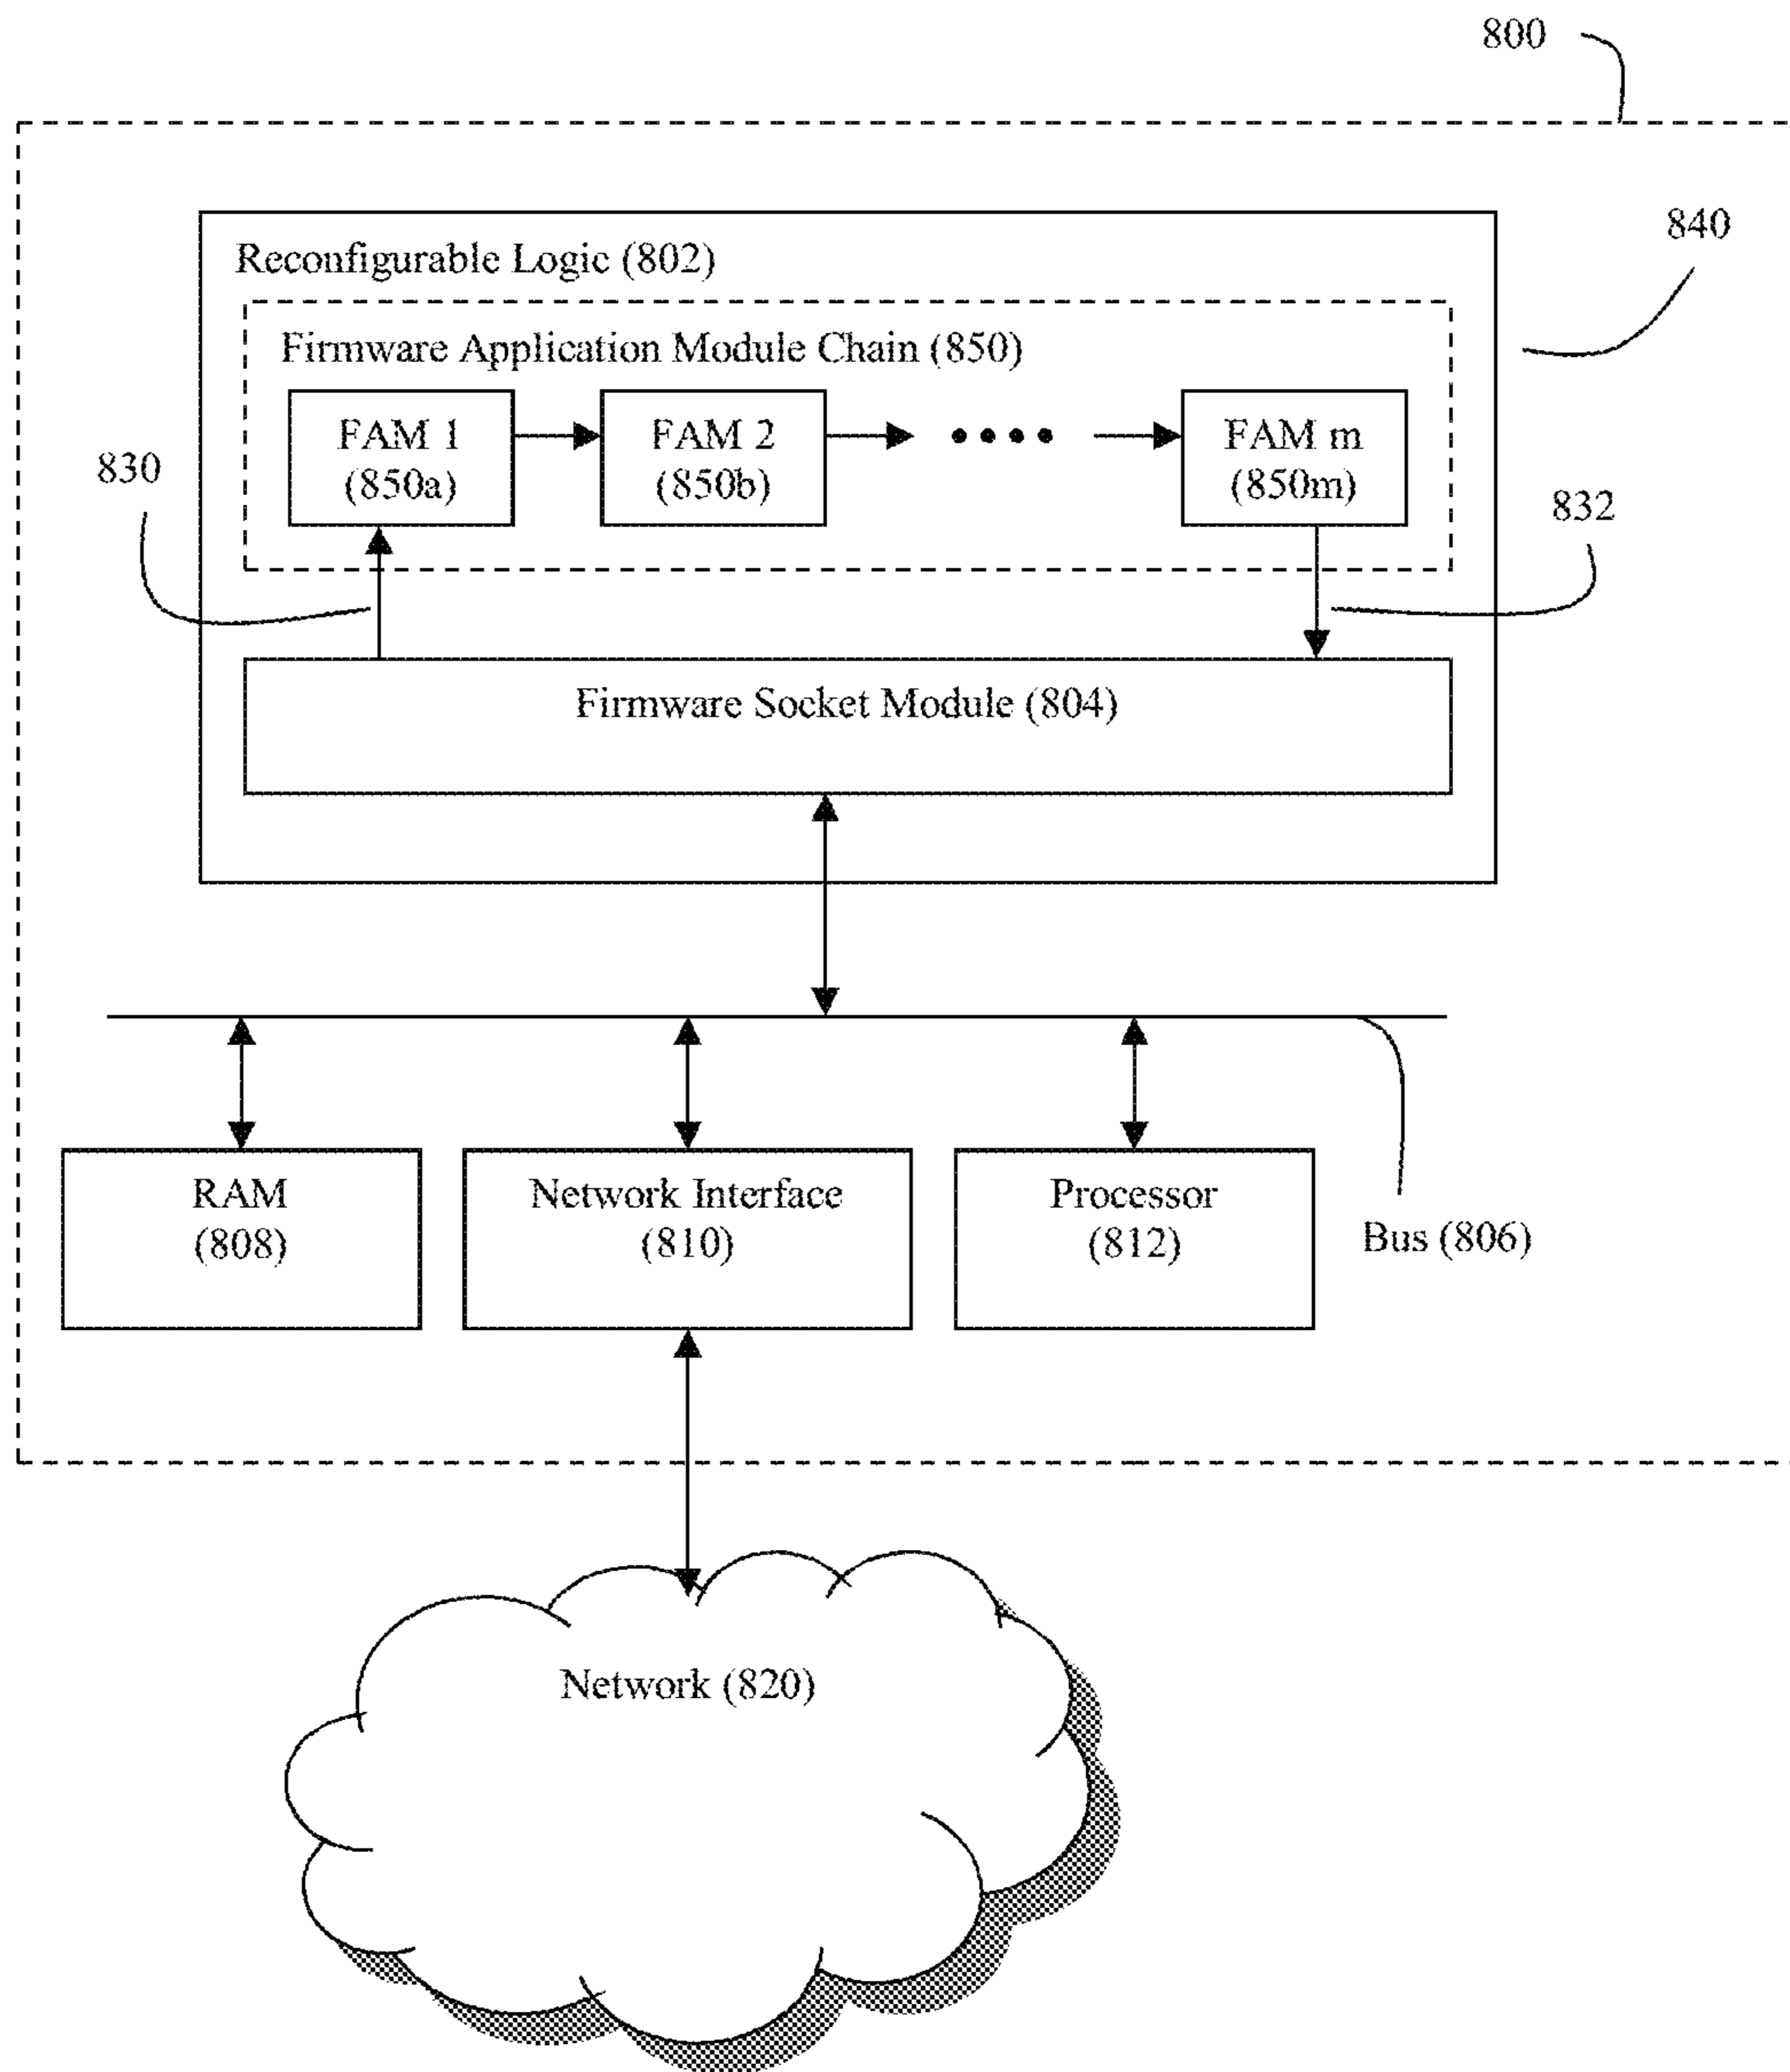 800
840
Reconfigurable Logic (802)
Firmware Application Module Chain (850)
FAM 1
(850a)
FAM 2
(850b)
FAM m
(850m)
830
832
Firmware Socket Module (804)
RAM
(808)
Network Interface
(810)
Processor
(812)
Bus (806)
Network (820)